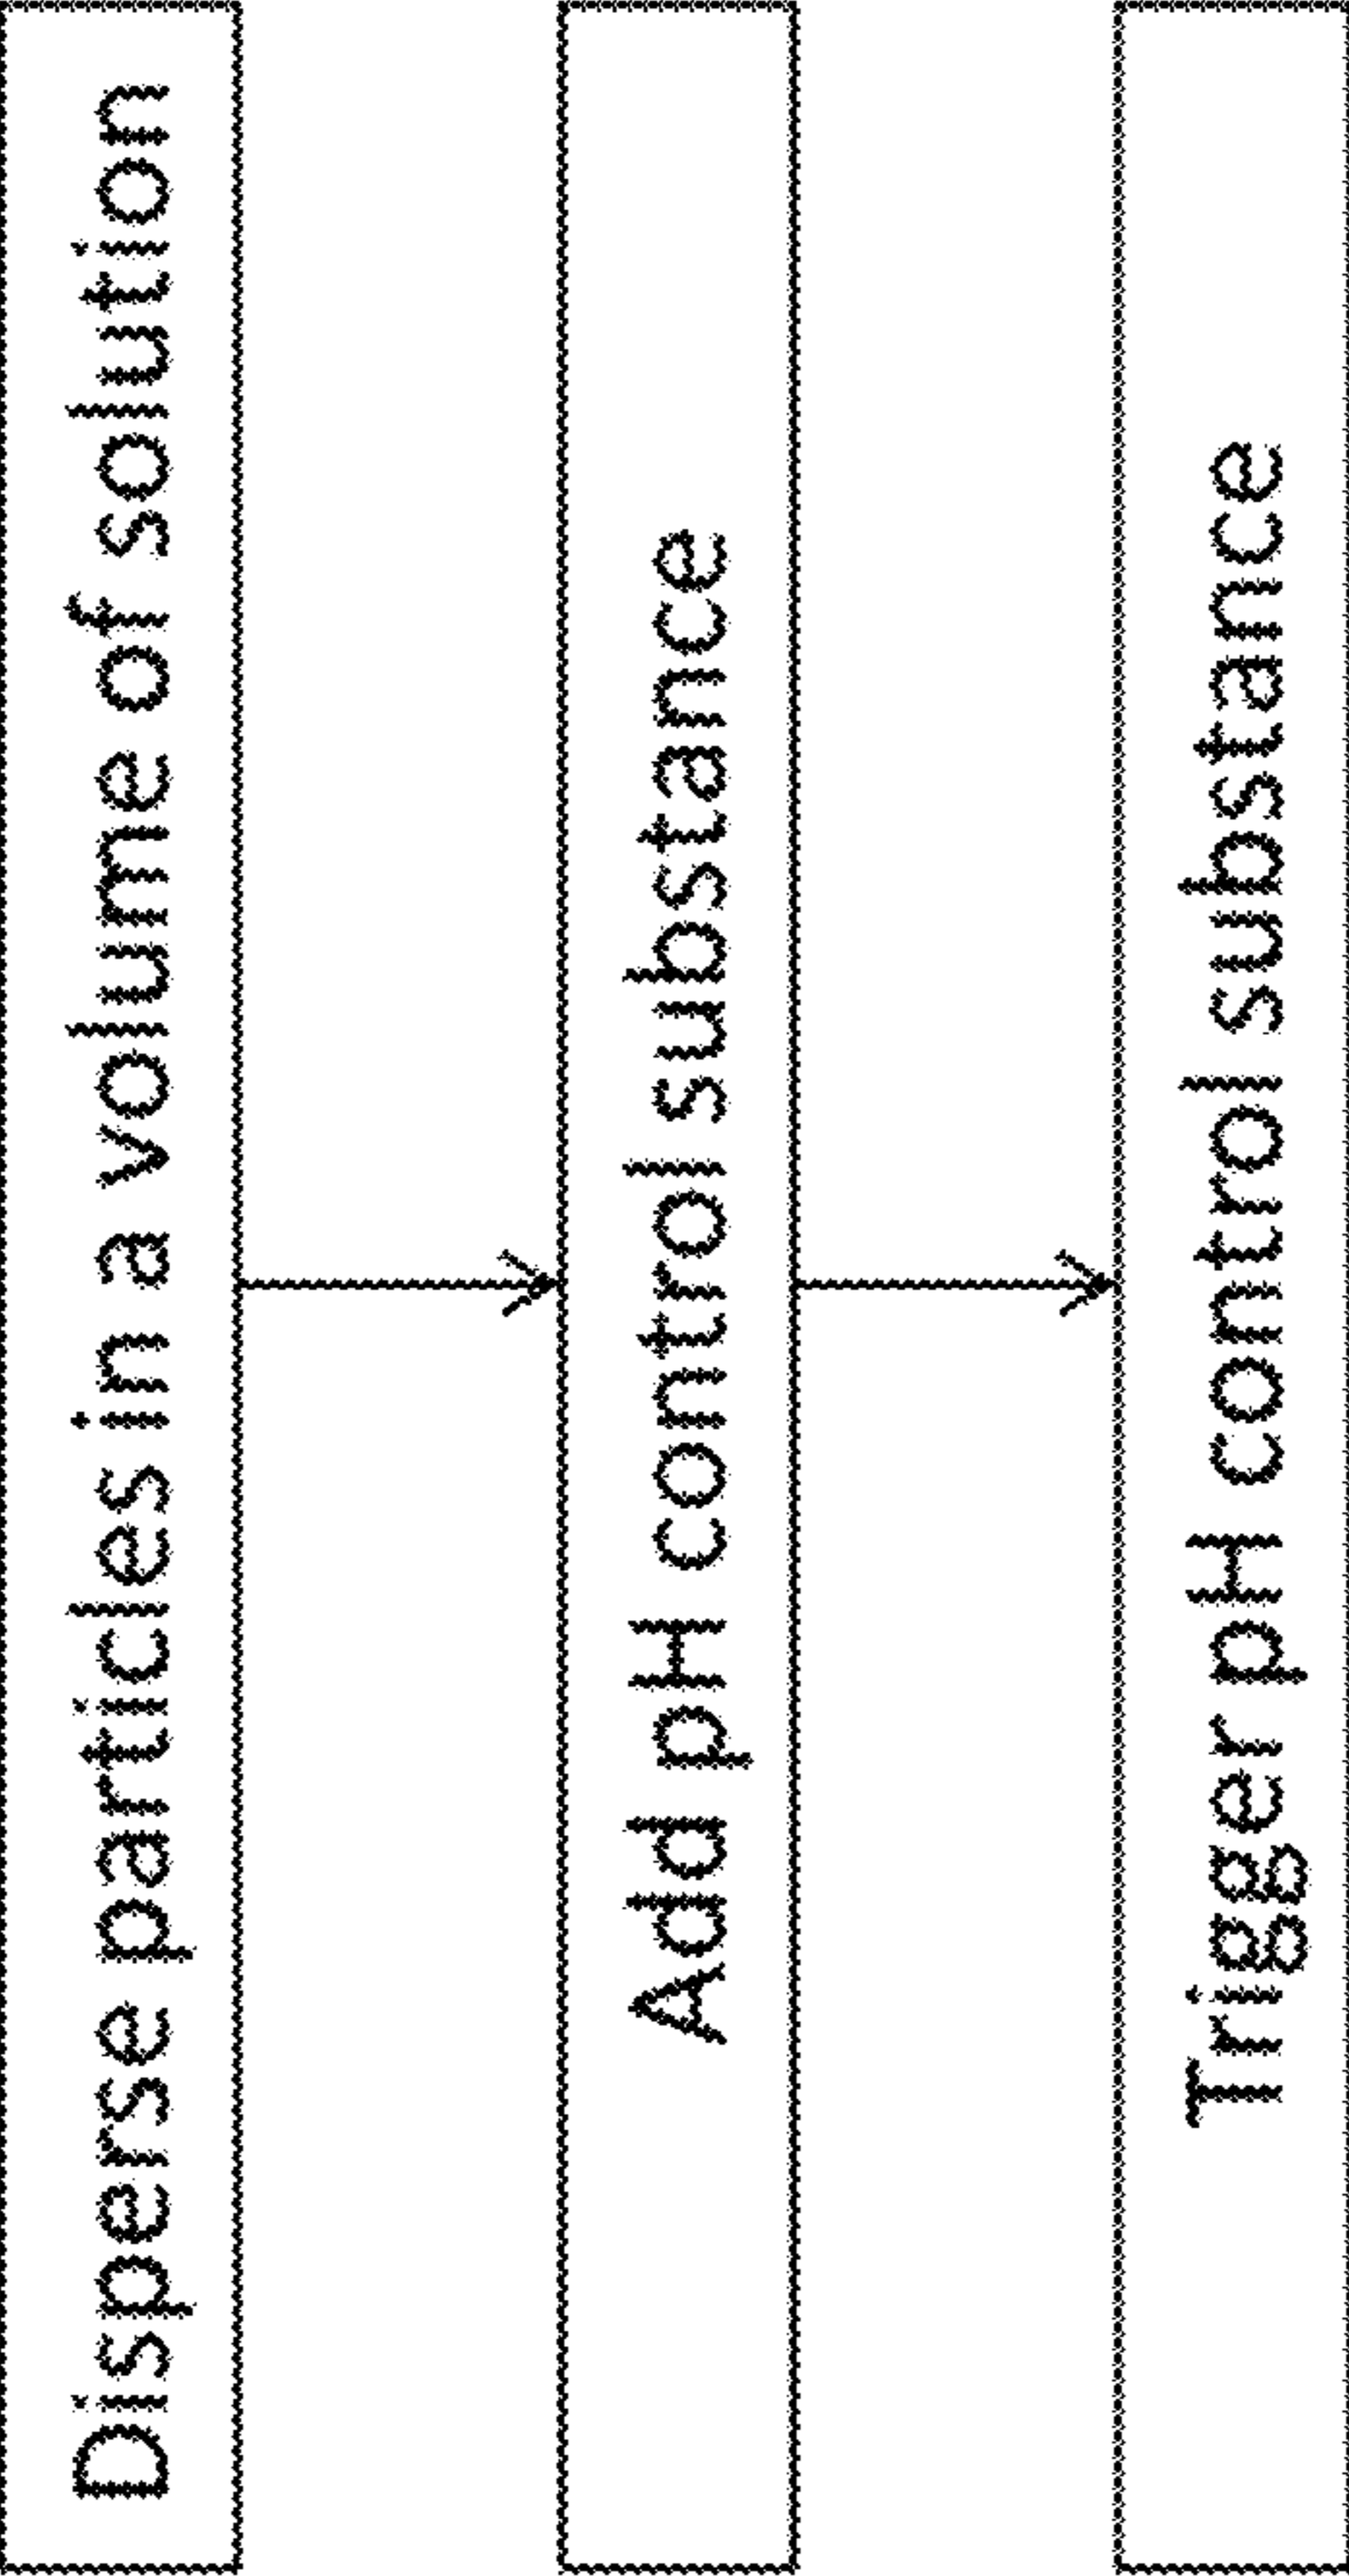 Disperse particles in a volume of solution
Add pH control substance
Trigger pH control substance